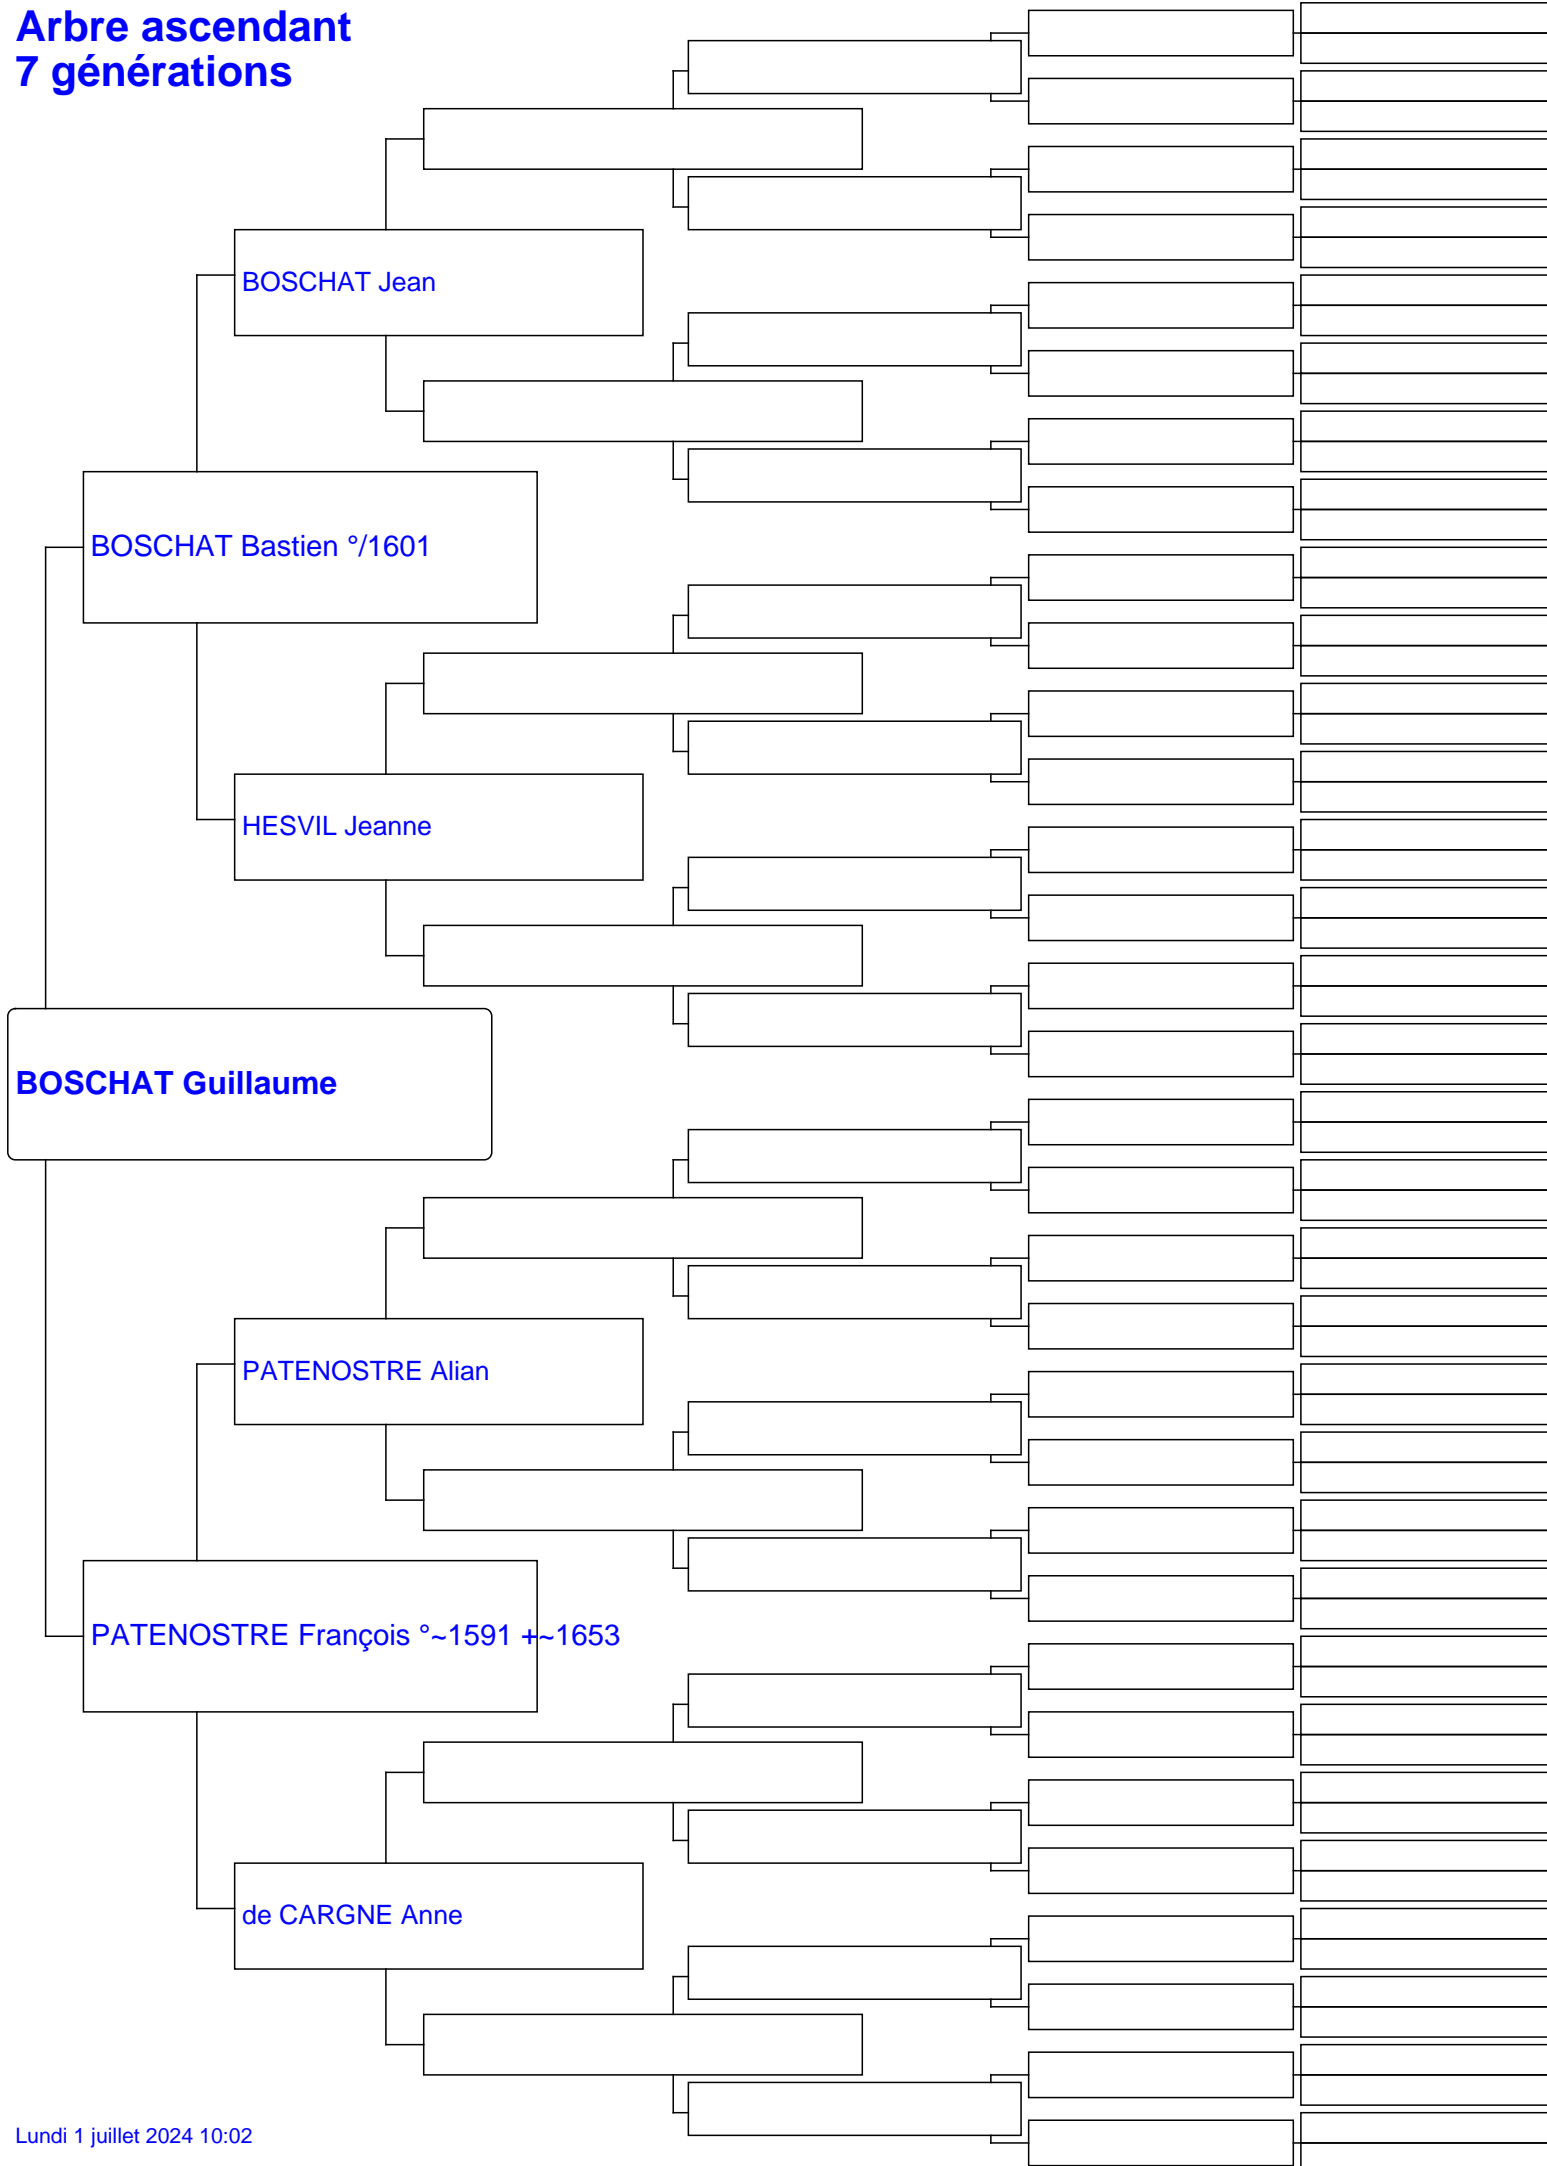 Arbre ascendant
7 générations
BOSCHAT Jean
BOSCHAT Bastien °/1601
HESVIL Jeanne
BOSCHAT Guillaume
PATENOSTRE Alian
PATENOSTRE François °~1591 +~1653
de CARGNE Anne
Lundi 1 juillet 2024 10:02